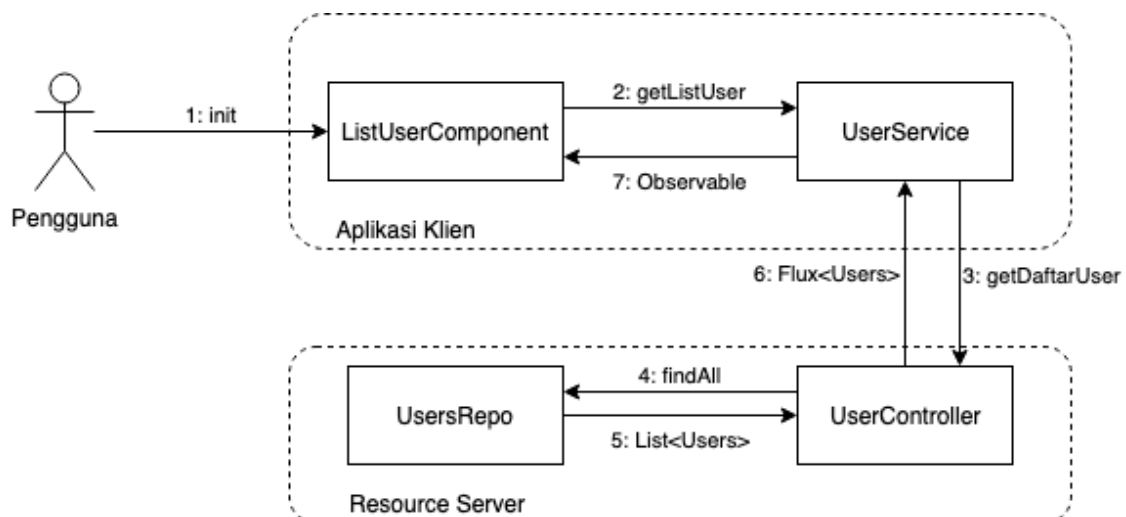 1: init
Pengguna
ListUserComponent
2: getListUser
7: Observable
UserService
Aplikasi Klien
6: Flux<Users>
3: getDaftarUser
UsersRepo
4: findAll
5: List<Users>
UserController
Resource Server